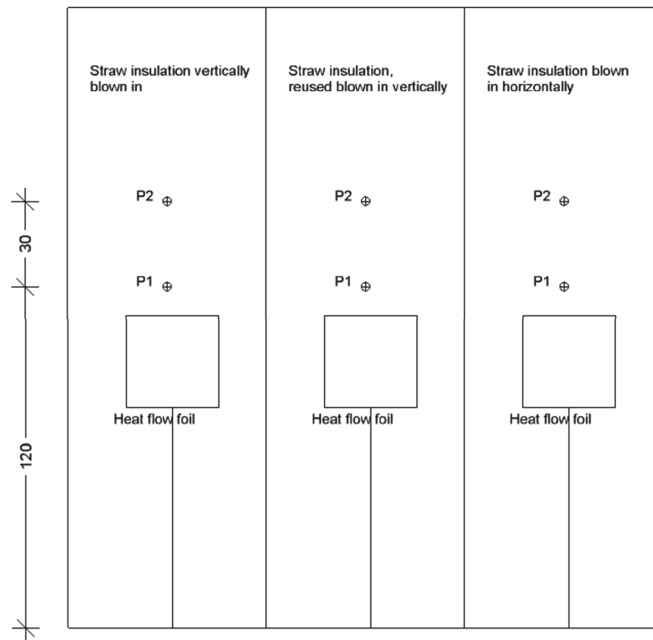 Straw insulation vertically
blown in
Straw insulation,
reused blown in vertically
Straw insulation blown
in horizontally
P2
P2
P2
30
P1
P1
P1
Heat flow foil
Heat flow foil
Heat flow foil
120